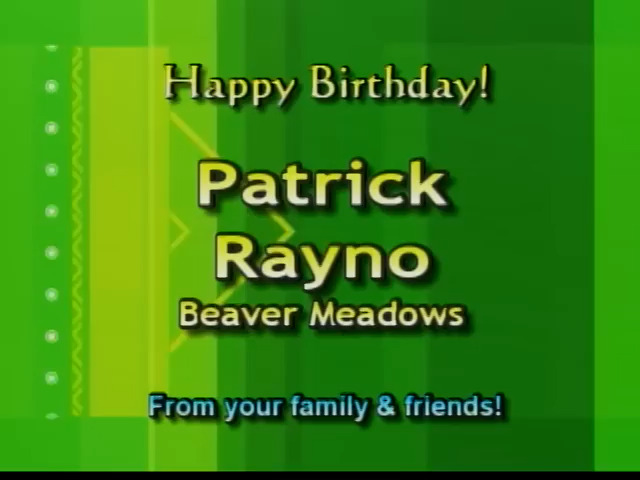 Happy Birthday!
Patrick
Rayno
Beaver Meadows
From your family & friends!